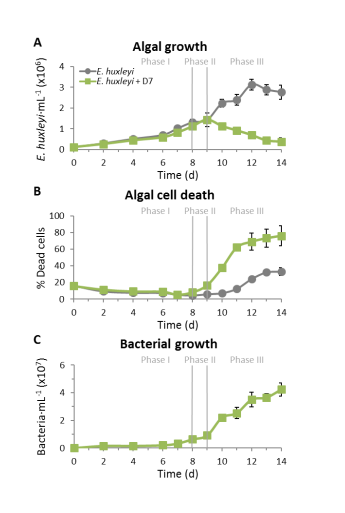 A
Algal growth
Phase I Phase II Phase III
E. huxleyi·mL⁻¹ (x10⁶)
4
3
2
1
0
E. huxleyi
E. huxleyi + D7
0 2 4 6 8 10 12 14
Time (d)
B
Algal cell death
Phase I Phase II Phase III
% Dead cells
100
80
60
40
20
0
0 2 4 6 8 10 12 14
Time (d)
C
Bacterial growth
Phase I Phase II Phase III
Bacteria·mL⁻¹ (x10⁷)
6
4
2
0
0 2 4 6 8 10 12 14
Time (d)